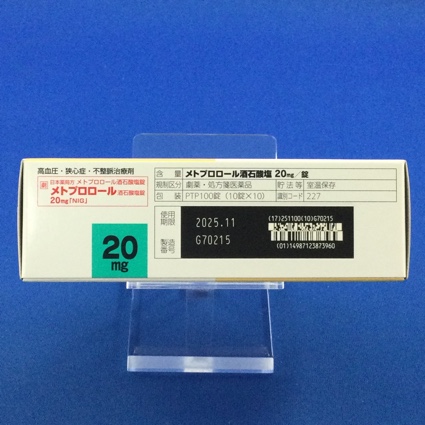 高血圧・狭心症・不整脈治療剤
劇 日本薬局方 メトプロロール酒石酸塩錠
メトプロロール酒石酸塩錠
20mg「NIG」
20
mg
含 量 メトプロロール酒石酸塩 20mg/錠
規制区分 劇薬・処方箋医薬品 貯法等 室温保存
包 装 PTP100錠(10錠×10) 識別コード 227
使用
期限 2025.11
製造
番号 G70215
(17)251100(10)G70215
(01)14987123873960